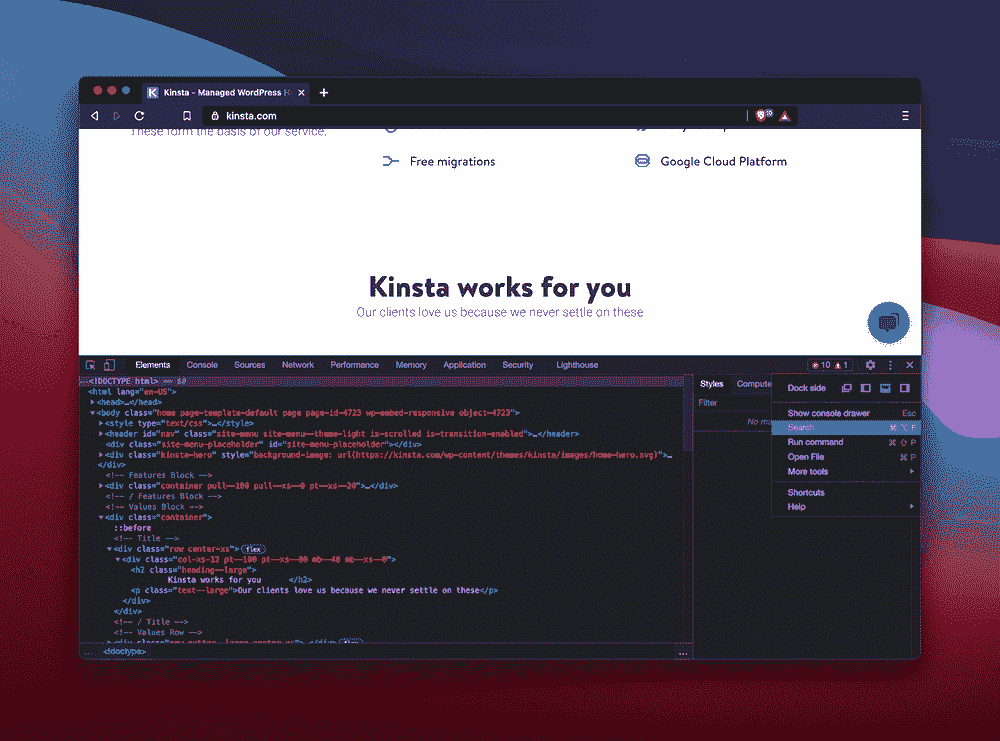 Kinsta - Managed WordPress H
kinsta.com
These form the basis of our service.
Free migrations
Google Cloud Platform
Kinsta works for you
Our clients love us because we never settle on these
Elements Console Sources Network Performance Memory Application Security Lighthouse
10 1
<!DOCTYPE html> == $0
<html lang="en-US">
<head>…</head>
<body class="home page-template-default page page-id-4723 wp-embed-responsive object-4723">
<style type="text/css">…</style>
<header id="nav" class="site-menu site-menu--theme-light is-scrolled is-transition-enabled">…</header>
<div class="site-menu-placeholder" id="site-menu-placeholder"></div>
<div class="kinsta-hero" style="background-image: url(https://kinsta.com/wp-content/themes/kinsta/images/home-hero.svg)">…
</div>
<!-- Features Block -->
<div class="container pull--100 pull--xs--0 pt--xs--20">…</div>
<!-- / Features Block -->
<!-- Values Block -->
<div class="container">
::before
<!-- Title -->
<div class="row center-xs"> flex
<div class="col-xs-12 pt--100 pt--xs--80 mb--40 mb--xs--0">
<h2 class="heading--large">
Kinsta works for you </h2>
<p class="text--large">Our clients love us because we never settle on these</p>
</div>
</div>
<!-- / Title -->
<!-- Values Row -->
… <!doctype> …
Styles Compute
Filter
No ma
Dock side
Show console drawer Esc
Search ⌘ ⌥ F
Run command ⌘ ⇧ P
Open File ⌘ P
More tools
Shortcuts
Help